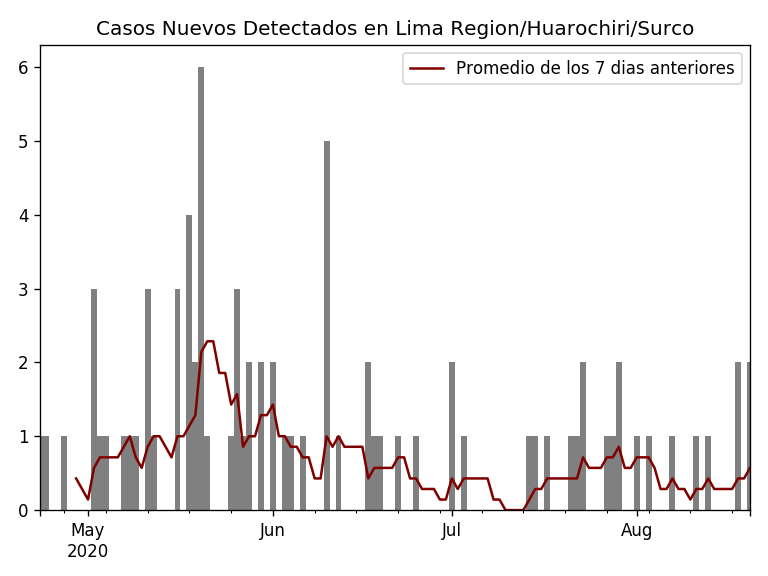 Casos Nuevos Detectados en Lima Region/Huarochiri/Surco
Promedio de los 7 dias anteriores
6
5
4
3
2
1
0
May Jun Jul Aug
2020